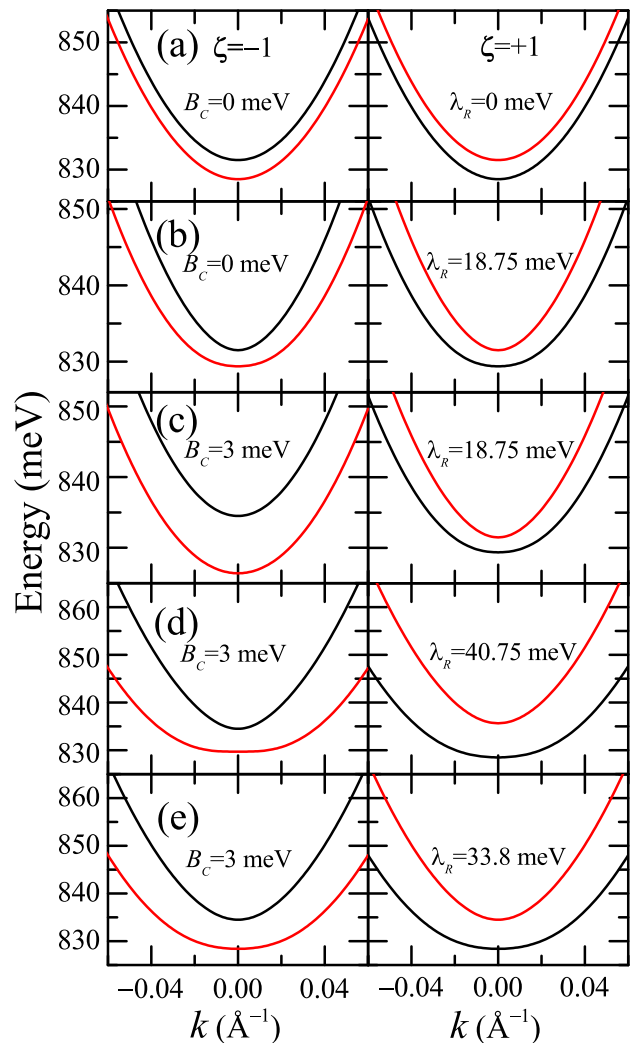 (a) ζ=−1 ζ=+1
B_C=0 meV λ_R=0 meV
850
840
830
(b) B_C=0 meV λ_R=18.75 meV
850
840
830
(c) B_C=3 meV λ_R=18.75 meV
850
840
830
(d) B_C=3 meV λ_R=40.75 meV
860
850
840
830
(e) B_C=3 meV λ_R=33.8 meV
860
850
840
830
Energy (meV)
−0.04 0.00 0.04 −0.04 0.00 0.04
k (Å⁻¹) k (Å⁻¹)